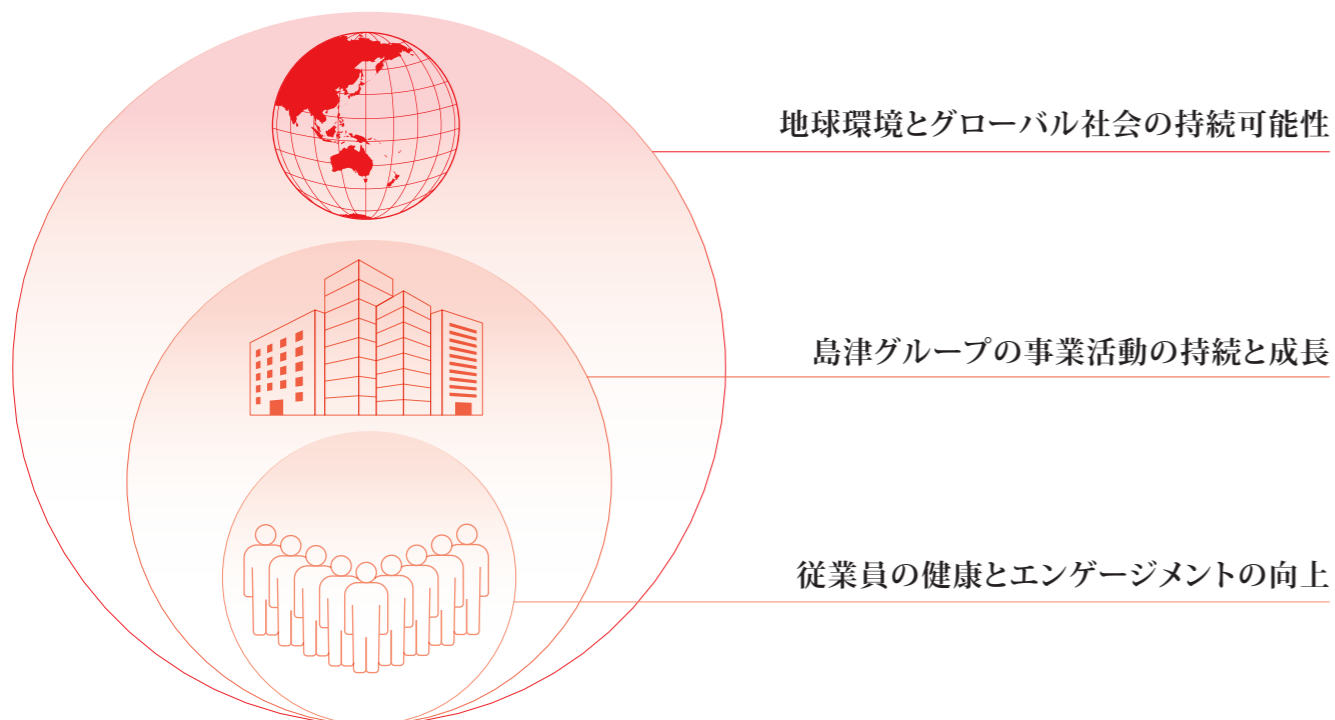 地球環境とグローバル社会の持続可能性
島津グループの事業活動の持続と成長
従業員の健康とエンゲージメントの向上